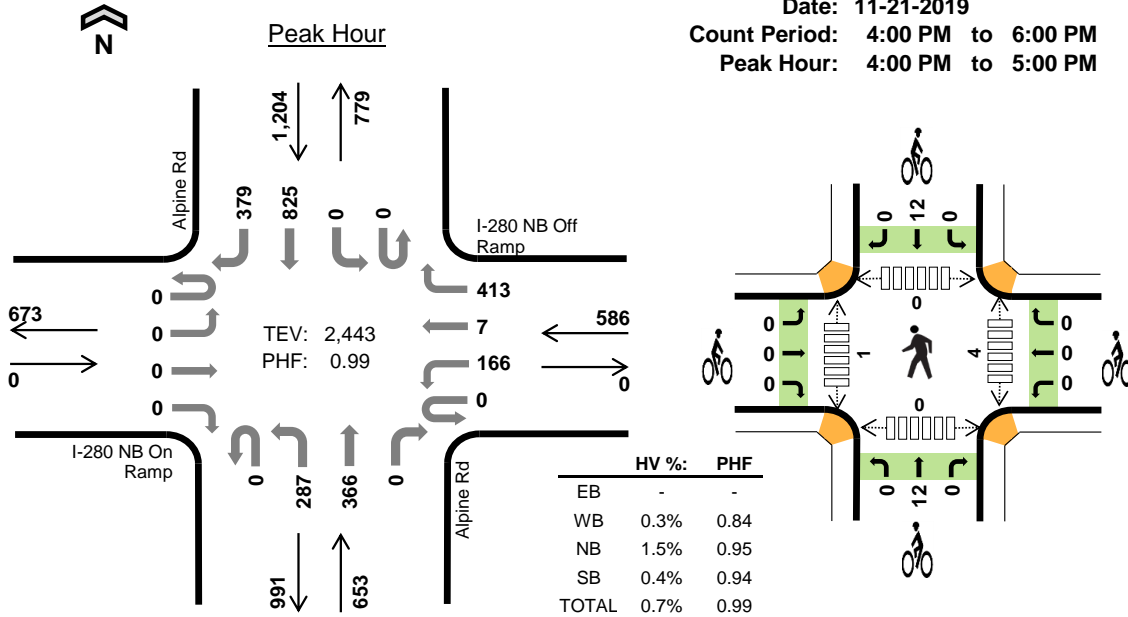 Date: 11-21-2019
Count Period: 4:00 PM to 6:00 PM
Peak Hour: 4:00 PM to 5:00 PM
N
Peak Hour
1,204
779
Alpine Rd
379
825
0
0
I-280 NB Off
Ramp
0
0
0
0
673
0
TEV: 2,443
PHF: 0.99
413
7
166
0
586
0
I-280 NB On
Ramp
0
287
366
0
Alpine Rd
991
653
HV %: PHF
EB - -
WB 0.3% 0.84
NB 1.5% 0.95
SB 0.4% 0.94
TOTAL 0.7% 0.99
0 12 0
0
0
0
0
0
1
4
0
0
0
0
0 12 0